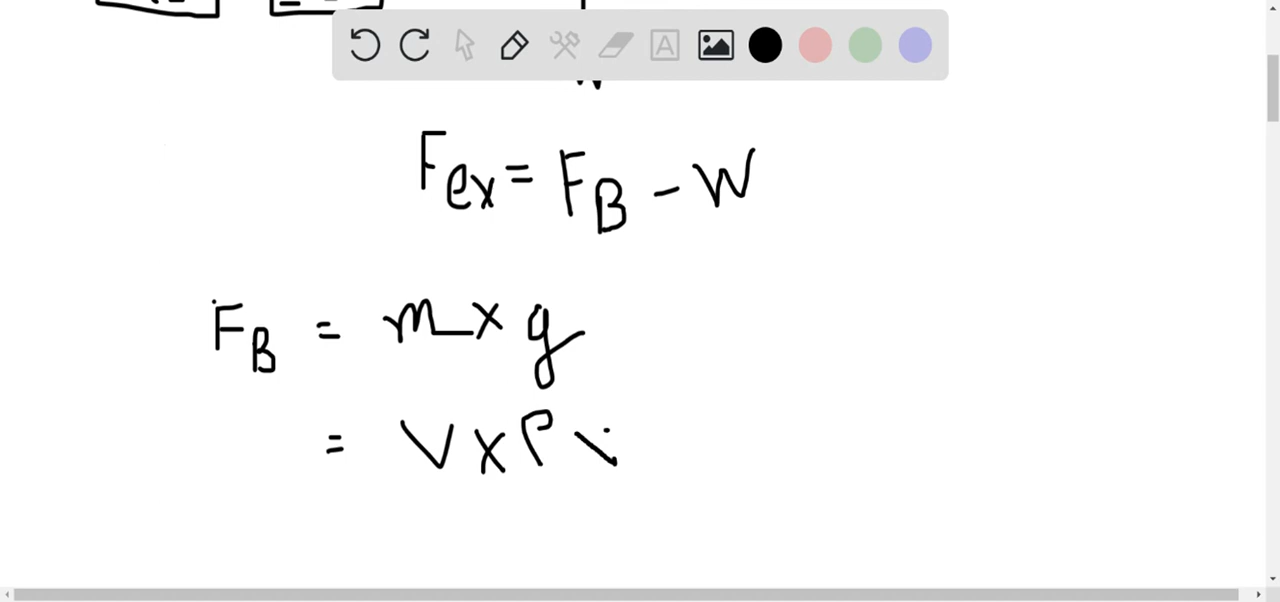 Fex = FB - W
FB = m x g
= V x P x